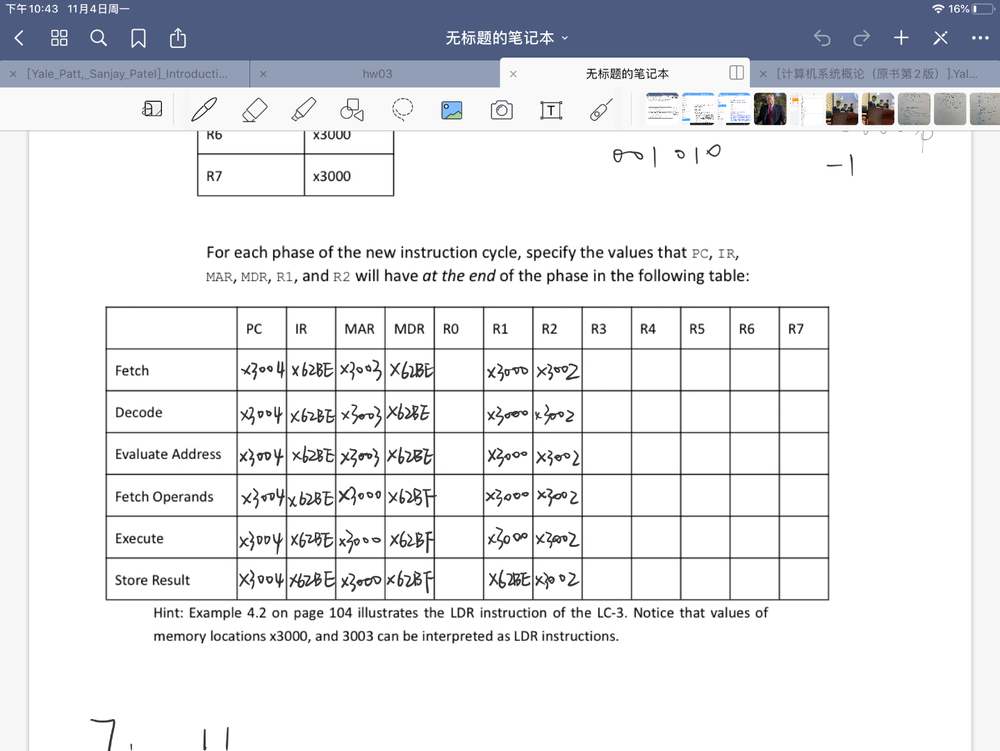 下午10:43 11月4日周一 16%
无标题的笔记本
[Yale_Patt,_Sanjay_Patel]_Introducti... hw03 无标题的笔记本 [计算机系统概论（原书第2版）].Yal...
R6 x3000
R7 x3000
001 010
-1
For each phase of the new instruction cycle, specify the values that PC, IR,
MAR, MDR, R1, and R2 will have at the end of the phase in the following table:
PC IR MAR MDR R0 R1 R2 R3 R4 R5 R6 R7
Fetch x3004 x62BE x3003 x62BE x3000 x3002
Decode x3004 x62BE x3003 x62BE x3000 x3002
Evaluate Address x3004 x62BE x3003 x62BE x3000 x3002
Fetch Operands x3004 x62BE x3000 x62BF x3000 x3002
Execute x3004 x62BE x3000 x62BF x3000 x3002
Store Result x3004 x62BE x3000 x62BF x62BE x3002
Hint: Example 4.2 on page 104 illustrates the LDR instruction of the LC-3. Notice that values of
memory locations x3000, and 3003 can be interpreted as LDR instructions.